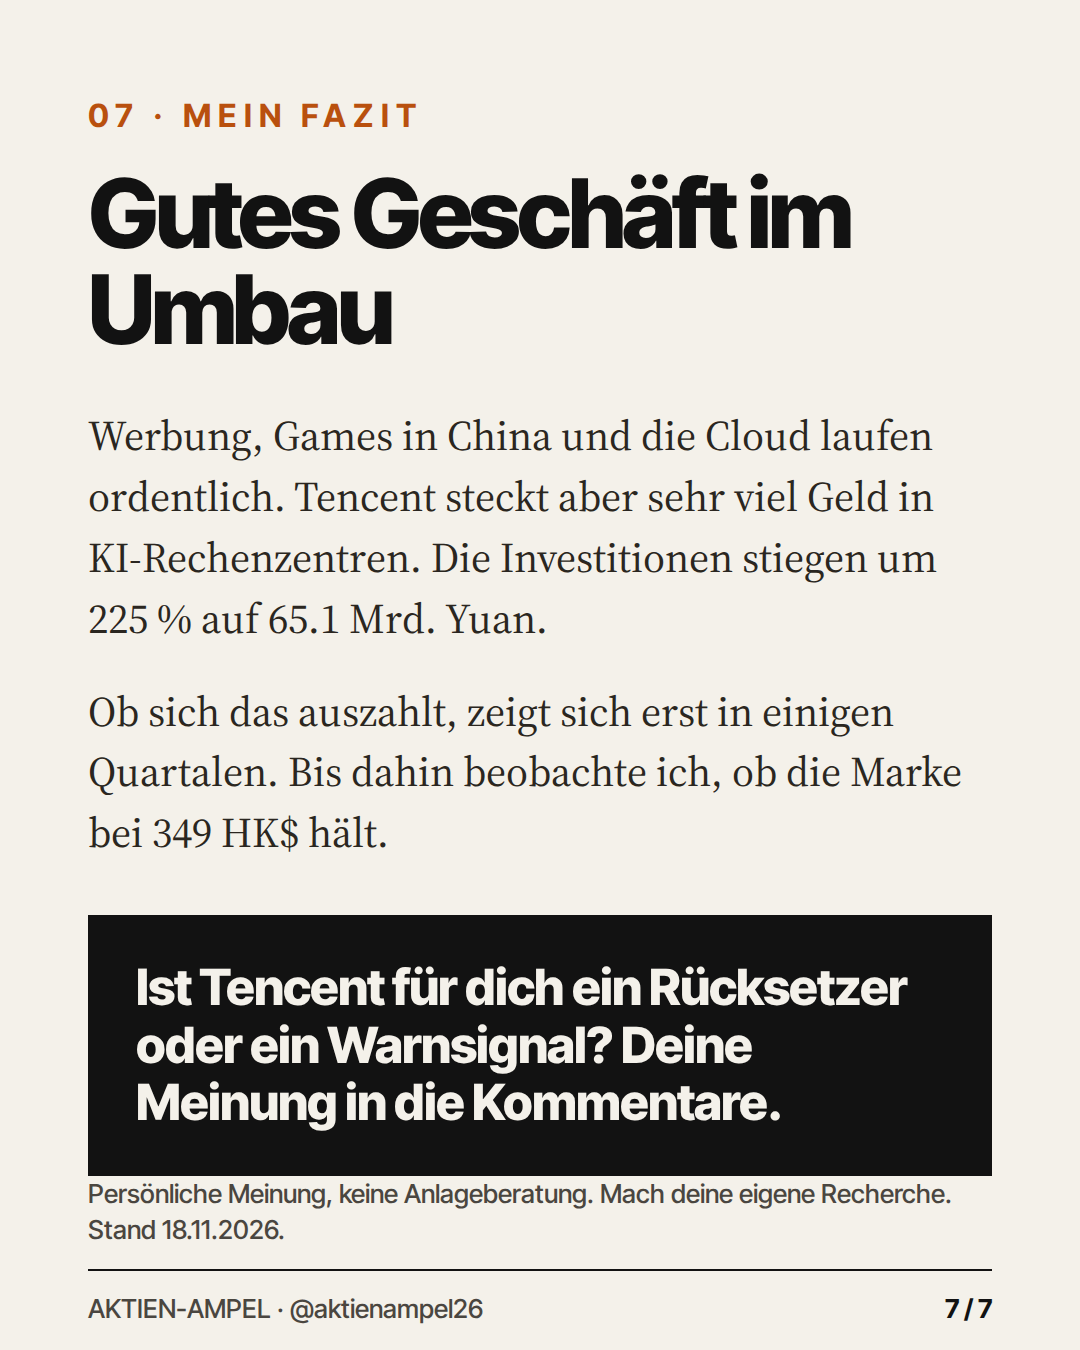 07 · MEIN FAZIT
Gutes Geschäft im
Umbau
Werbung, Games in China und die Cloud laufen
ordentlich. Tencent steckt aber sehr viel Geld in
KI-Rechenzentren. Die Investitionen stiegen um
225 % auf 65.1 Mrd. Yuan.
Ob sich das auszahlt, zeigt sich erst in einigen
Quartalen. Bis dahin beobachte ich, ob die Marke
bei 349 HK$ hält.
Ist Tencent für dich ein Rücksetzer
oder ein Warnsignal? Deine
Meinung in die Kommentare.
Persönliche Meinung, keine Anlageberatung. Mach deine eigene Recherche.
Stand 18.11.2026.
AKTIEN-AMPEL · @aktienampel26
7/7